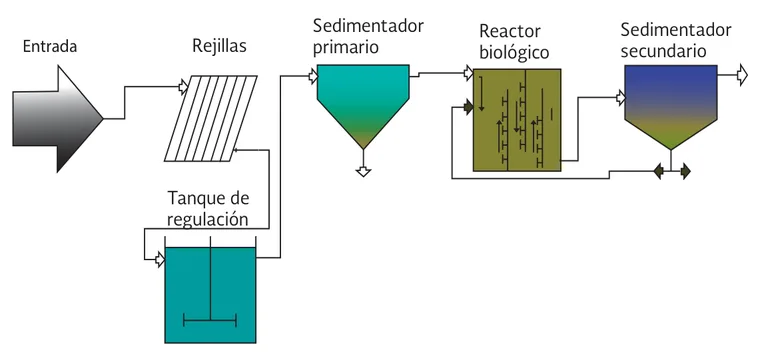 Entrada
Rejillas
Sedimentador
primario
Reactor
biológico
Sedimentador
secundario
Tanque de
regulación